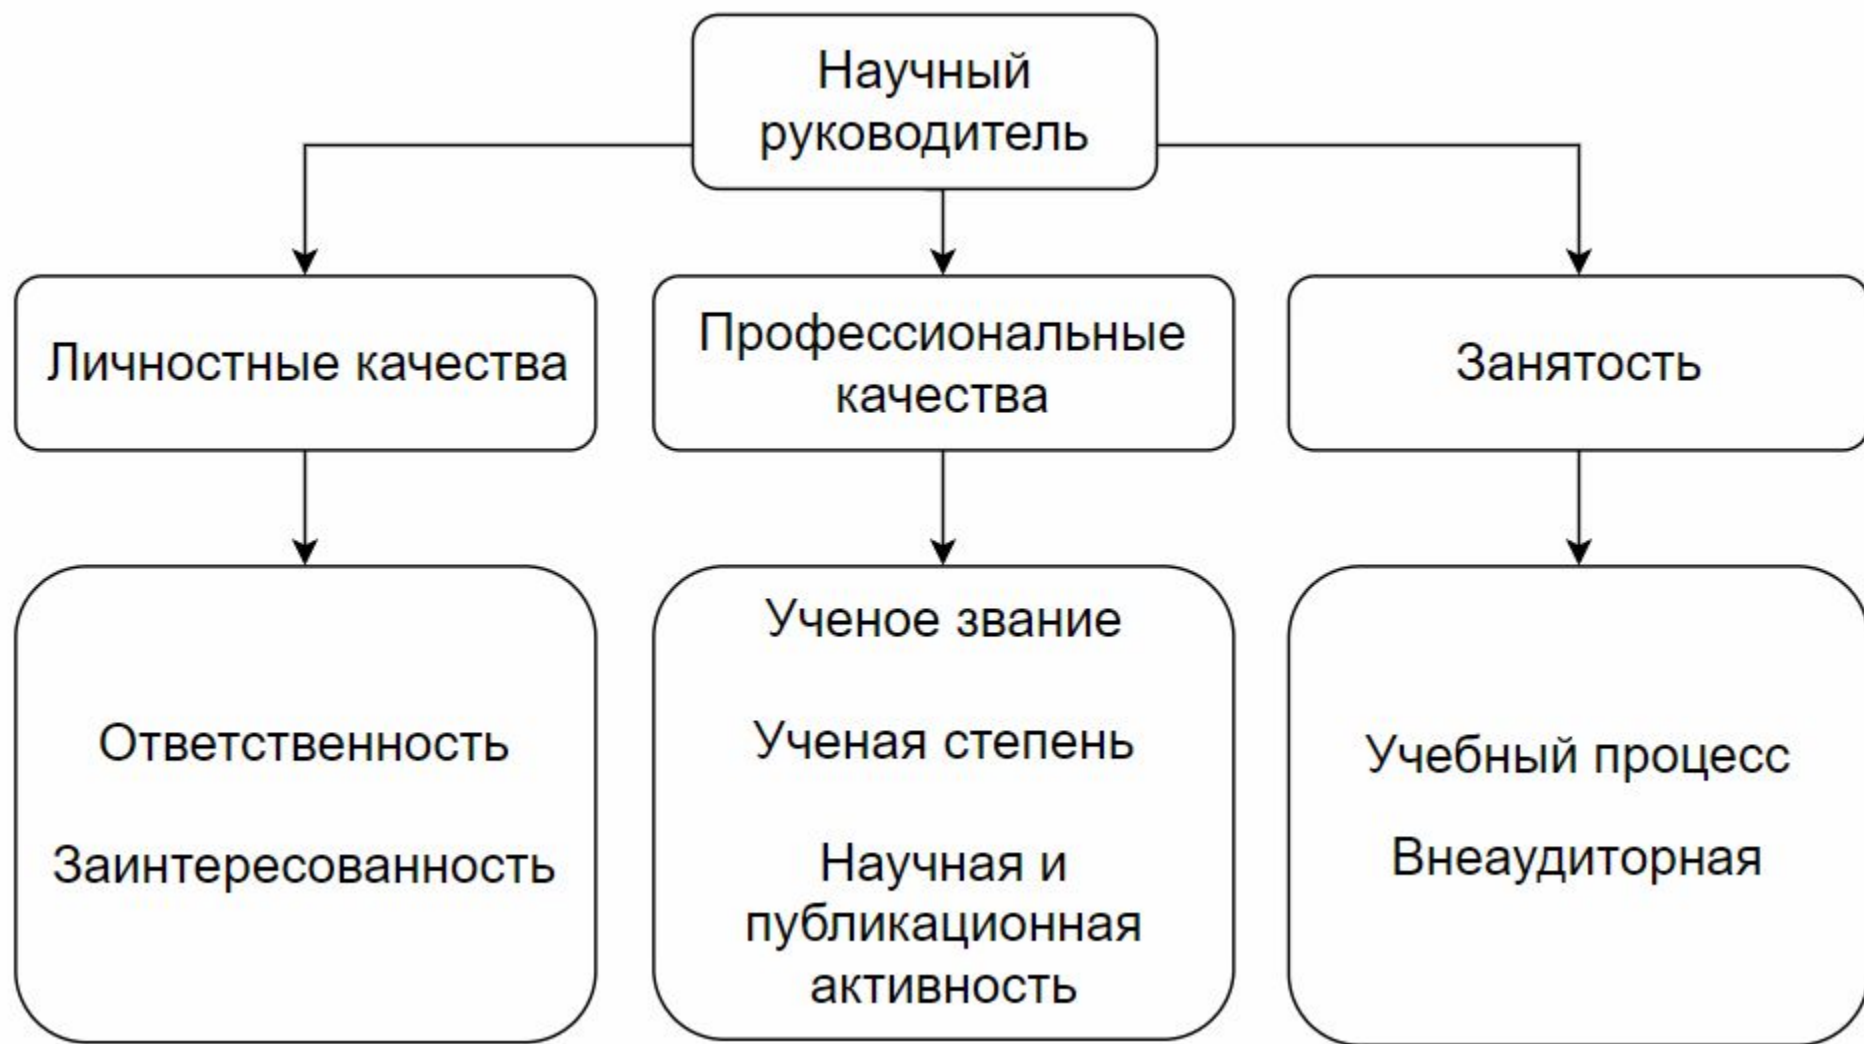 Научный
руководитель
Личностные качества
Профессиональные
качества
Занятость
Ответственность
Заинтересованность
Ученое звание
Ученая степень
Научная и
публикационная
активность
Учебный процесс
Внеаудиторная